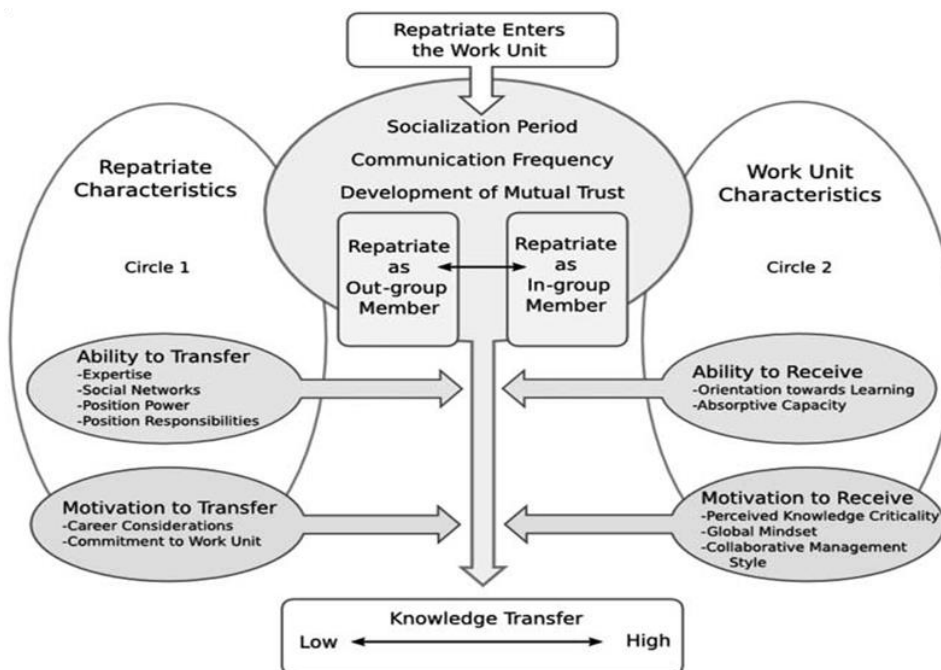 Repatriate Enters
the Work Unit
Socialization Period
Communication Frequency
Development of Mutual Trust
Repatriate
Characteristics
Circle 1
Work Unit
Characteristics
Circle 2
Repatriate
as
Out-group
Member
Repatriate
as
In-group
Member
Ability to Transfer
-Expertise
-Social Networks
-Position Power
-Position Responsibilities
Ability to Receive
-Orientation towards Learning
-Absorptive Capacity
Motivation to Transfer
-Career Considerations
-Commitment to Work Unit
Motivation to Receive
-Perceived Knowledge Criticality
-Global Mindset
-Collaborative Management
Style
Knowledge Transfer
Low High